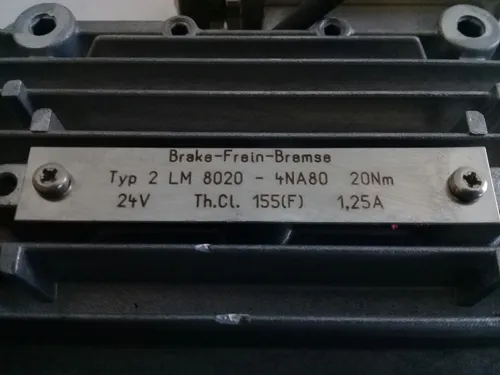 Brake-Frein-Bremse
Typ 2 LM 8020 - 4NA80 20Nm
24V Th.Cl. 155(F) 1,25A